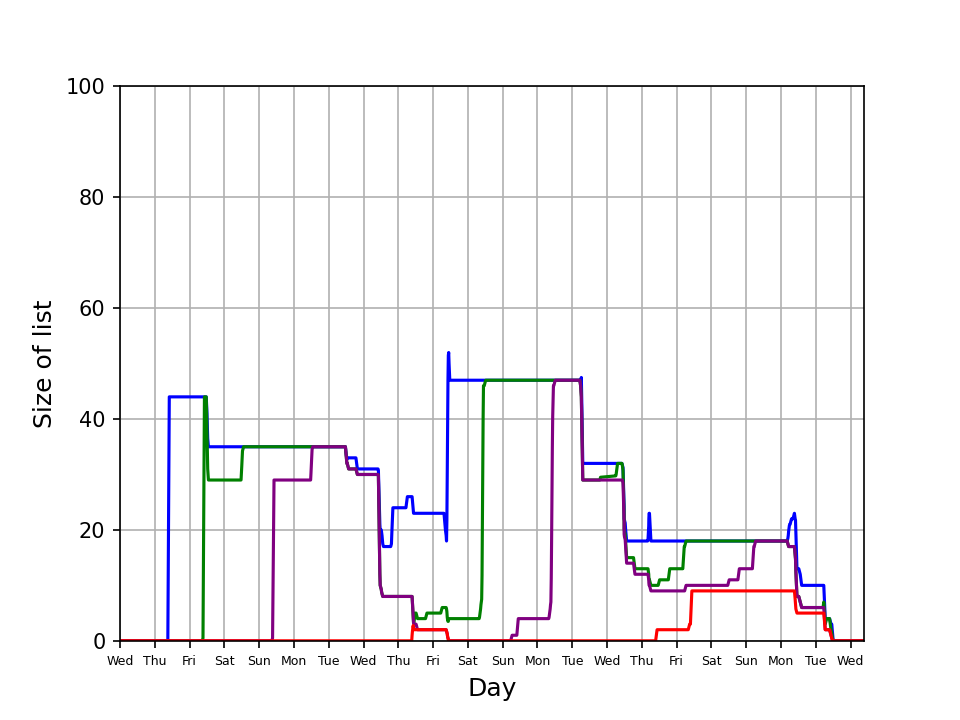 100
80
60
40
20
0
Size of list
Wed Thu Fri Sat Sun Mon Tue Wed Thu Fri Sat Sun Mon Tue Wed Thu Fri Sat Sun Mon Tue Wed
Day